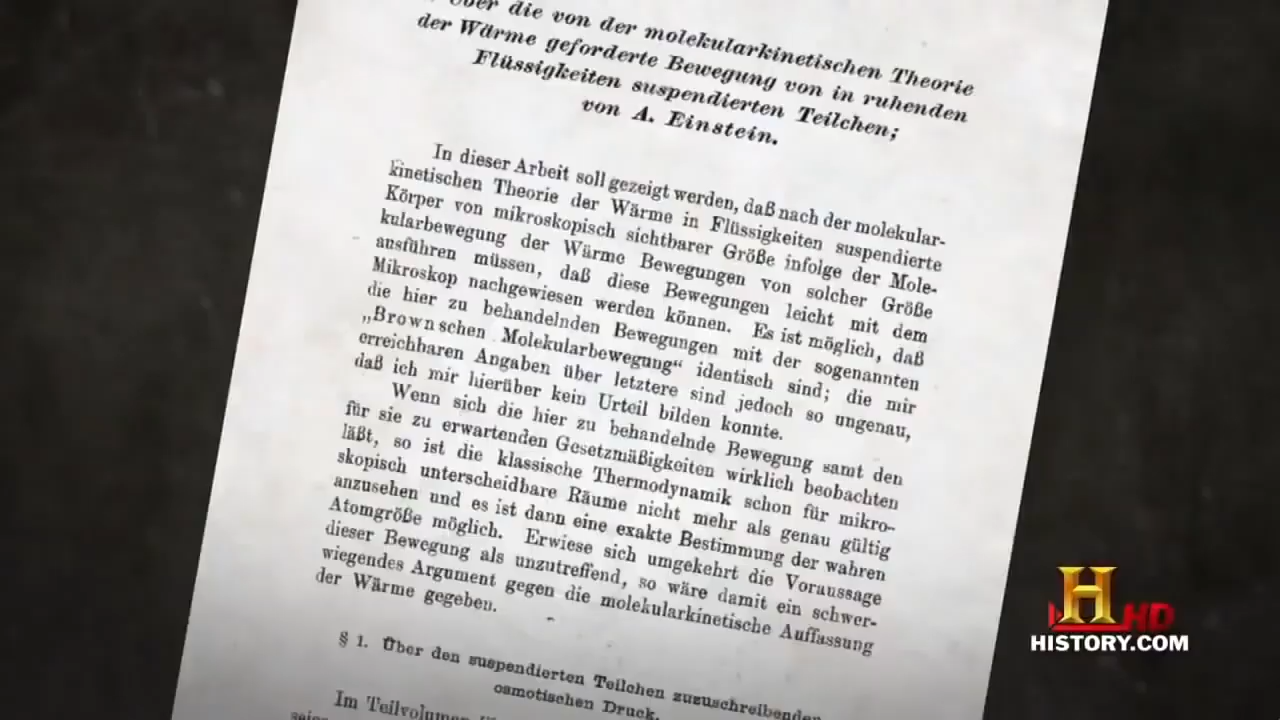 Über die von der molekularkinetischen Theorie
der Wärme geforderte Bewegung von in ruhenden
Flüssigkeiten suspendierten Teilchen;
von A. Einstein.
In dieser Arbeit soll gezeigt werden, daß nach der molekular-
kinetischen Theorie der Wärme in Flüssigkeiten suspendierte
Körper von mikroskopisch sichtbarer Größe infolge der Mole-
kularbewegung der Wärme Bewegungen von solcher Größe
ausführen müssen, daß diese Bewegungen leicht mit dem
Mikroskop nachgewiesen werden können. Es ist möglich, daß
die hier zu behandelnden Bewegungen mit der sogenannten
„Brownschen Molekularbewegung“ identisch sind; die mir
erreichbaren Angaben über letztere sind jedoch so ungenau,
daß ich mir hierüber kein Urteil bilden konnte.
Wenn sich die hier zu behandelnde Bewegung samt den
für sie zu erwartenden Gesetzmäßigkeiten wirklich beobachten
läßt, so ist die klassische Thermodynamik schon für mikro-
skopisch unterscheidbare Räume nicht mehr als genau gültig
anzusehen und es ist dann eine exakte Bestimmung der wahren
Atomgröße möglich. Erwiese sich umgekehrt die Voraussage
dieser Bewegung als unzutreffend, so wäre damit ein schwer-
wiegendes Argument gegen die molekularkinetische Auffassung
der Wärme gegeben.
§ 1. Über den suspendierten Teilchen zuzuschreibenden
osmotischen Druck.
Im Teilvolumen
H
HD
HISTORY.COM